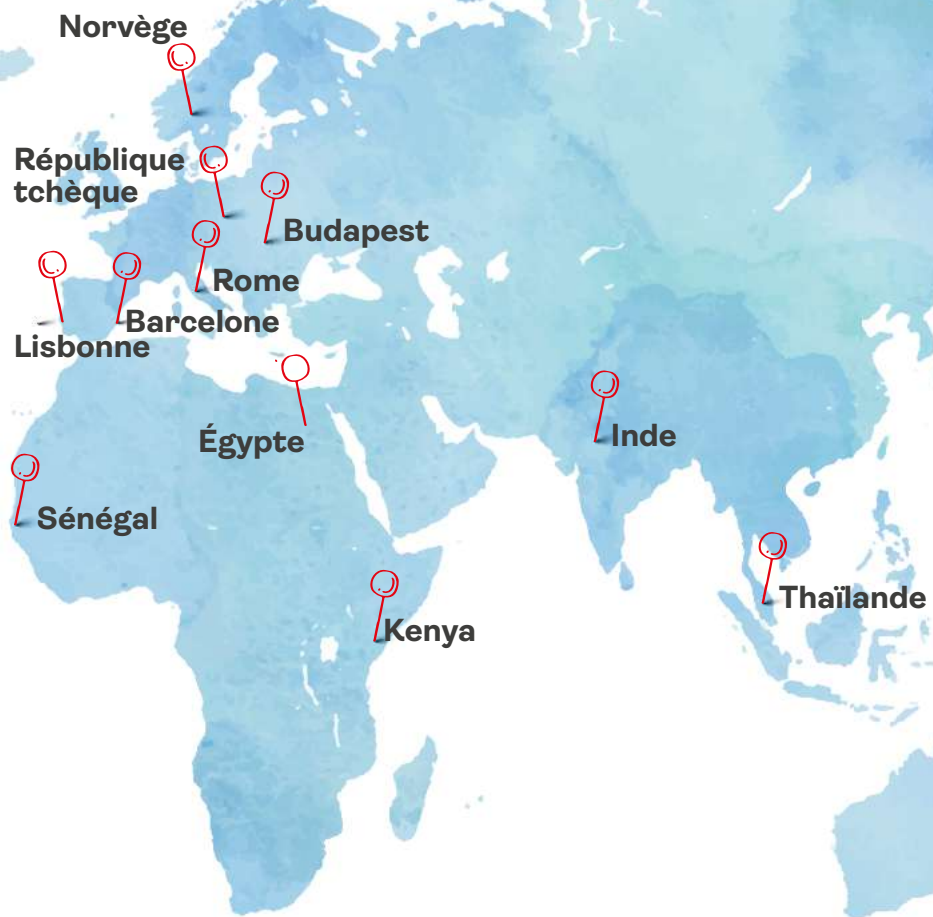 Norvège
République
tchèque
Budapest
Rome
Barcelone
Lisbonne
Égypte
Inde
Sénégal
Thaïlande
Kenya